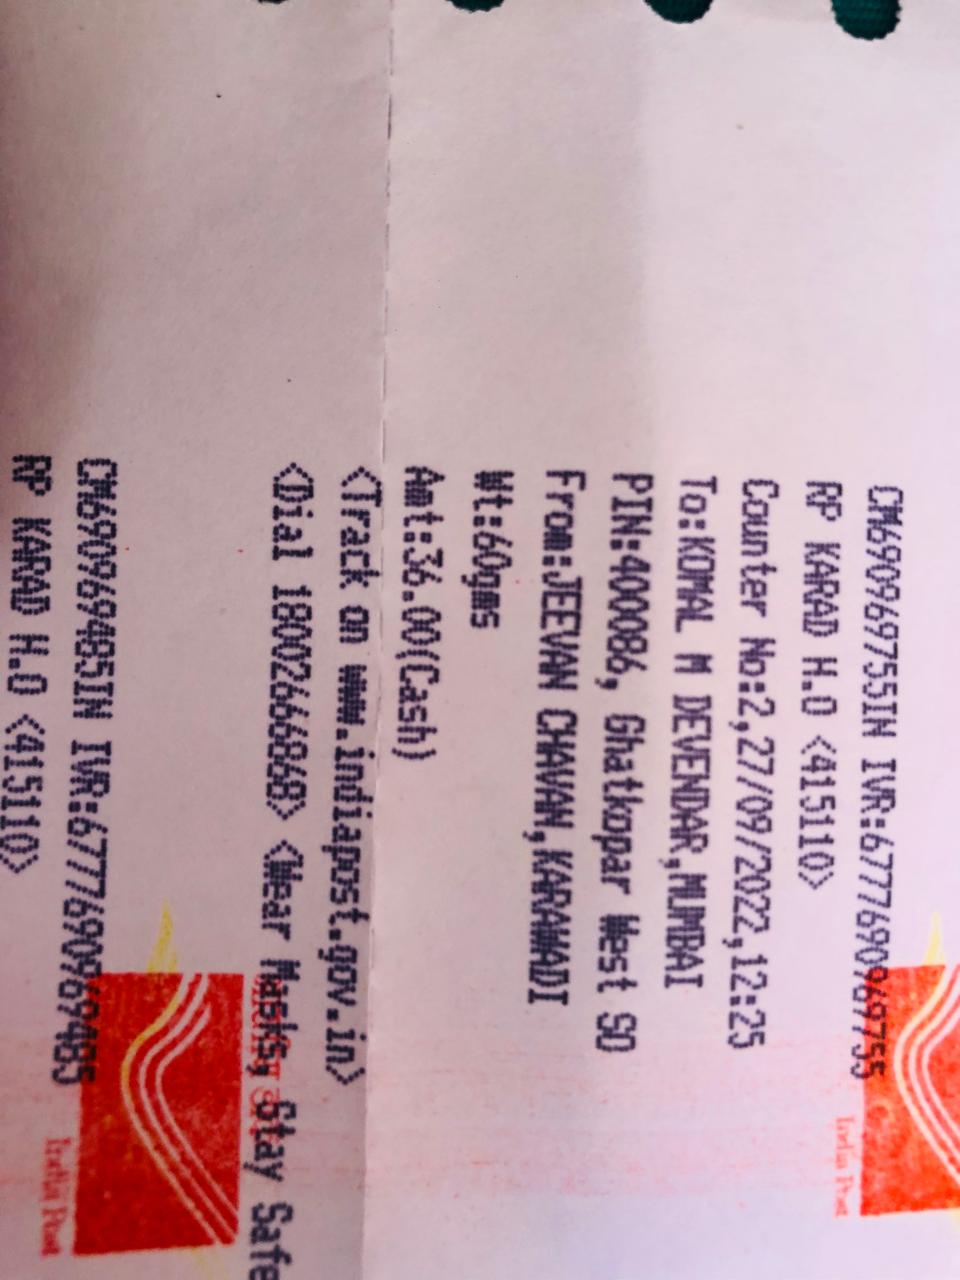 CM690969755IN IVR:6777690969755
RP KARAD H.O <415110>
Counter No:2,27/09/2022,12:25
To:KOMAL M DEVENDAR,MUMBAI
PIN:400086, Ghatkopar West SO
From:JEEVAN CHAVAN,KARAWADI
Wt:60gms
Amt:36.00(Cash)
<Track on www.indiapost.gov.in>
<Dial 18002666868> <Wear Masks, Stay Safe
India Post
CM690969485IN IVR:6777690969485
RP KARAD H.O <415110>
India Post